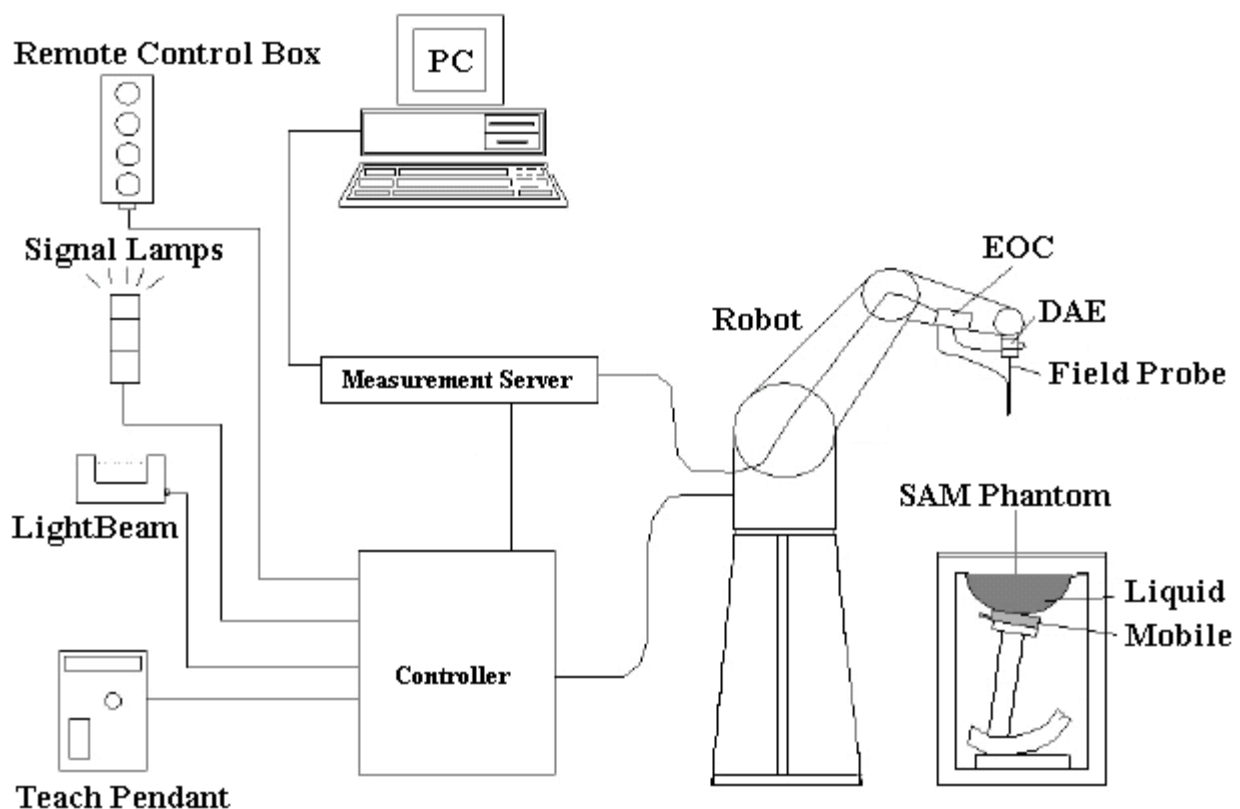 Remote Control Box
PC
Signal Lamps
EOC
DAE
Robot
Field Probe
Measurement Server
LightBeam
SAM Phantom
Liquid
Mobile
Controller
Teach Pendant